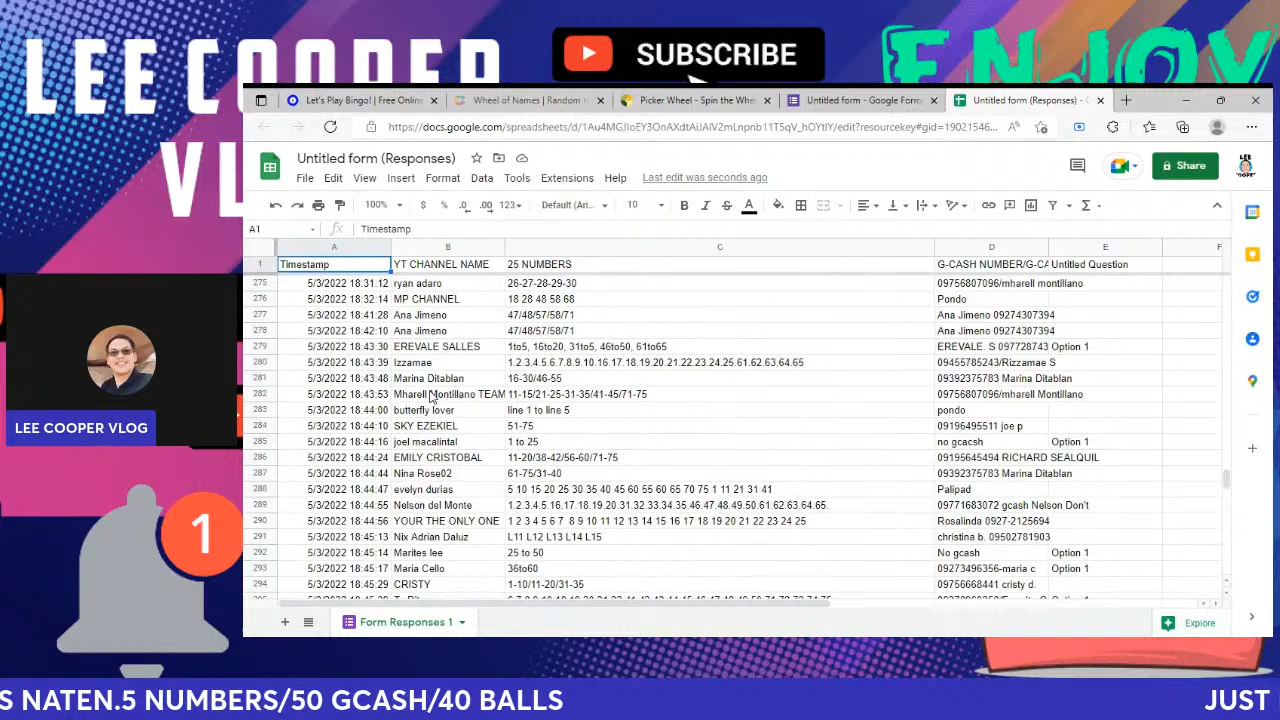 LEE COOPER
VL
SUBSCRIBE
ENJOY
Let's Play Bingo! | Free Online
Wheel of Names | Random
Picker Wheel - Spin the Whe
Untitled form - Google Form
Untitled form (Responses) - G
Untitled form (Responses)
File Edit View Insert Format Tools Extensions Help Last edit was seconds ago
Share
100% $ % .0 .00 123 Default (Ari... 10 B I S A
A1 fx Timestamp
A B C D E F
1 Timestamp YT CHANNEL NAME 25 NUMBERS G-CASH NUMBER/G-CA Untitled Question
275 5/3/2022 18:31:12 ryan adaro 26-27-28-29-30 09756807096/mharell montillano
276 5/3/2022 18:32:14 MP CHANNEL 18 28 48 58 68 Pondo
277 5/3/2022 18:41:28 Ana Jimeno 47/48/57/58/71 Ana Jimeno 09274307394
278 5/3/2022 18:42:10 Ana Jimeno 47/48/57/58/71 Ana Jimeno 09274307394
279 5/3/2022 18:43:30 EREVALE SALLES 1to5, 16to20, 31to5, 46to50, 61to65 EREVALE. S 097728743 Option 1
280 5/3/2022 18:43:39 Izzamae 1.2.3.4.5.6.7.8.9.10.16.17.18.19.20.21.22.23.24.25.61.62.63.64.65 09455785243/Rizzamae S
281 5/3/2022 18:43:48 Marina Ditablan 16-30/46-55 09392375783 Marina Ditablan
282 5/3/2022 18:43:53 Mharell Montillano TEAM 11-15/21-25-31-35/41-45/71-75 09756807096/mharell Montillano
283 5/3/2022 18:44:00 butterfly lover line 1 to line 5 pondo
284 5/3/2022 18:44:10 SKY EZEKIEL 51-75 09196495511 joe p
285 5/3/2022 18:44:16 joel macalintal 1 to 25 no gcacsh Option 1
286 5/3/2022 18:44:24 EMILY CRISTOBAL 11-20/38-42/56-60/71-75 09195645494 RICHARD SEALQUIL
287 5/3/2022 18:44:44 Nina Rose02 61-75/31-40 09392375783 Marina Ditablan
288 5/3/2022 18:44:47 evelyn durias 5 10 15 20 25 30 35 40 45 60 55 60 65 70 75 1 11 21 31 41 Palipad
289 5/3/2022 18:44:55 Nelson del Monte 1.2.3.4.5.16.17.18.19.20 31.32 33.34.35.46.47.48.49.50.61.62.63.64.65. 09771683072 gcash Nelson Don't
290 5/3/2022 18:44:56 YOUR THE ONLY ONE 1 2 3 4 5 6 7 8 9 10 11 12 13 14 15 16 17 18 19 20 21 22 23 24 25 Rosalinda 0927-2125694
291 5/3/2022 18:45:13 Nix Adrian Daluz L11 L12 L13 L14 L15 christina b. 09502781903
292 5/3/2022 18:45:14 Marites lee 25 to 50 No gcash Option 1
293 5/3/2022 18:45:17 Maria Cello 36to60 09273496356-maria c Option 1
294 5/3/2022 18:45:29 CRISTY 1-10/11-20/31-35 09756668441 cristy d.
Form Responses 1
Explore
LEE COOPER VLOG
1
S NATEN.5 NUMBERS/50 GCASH/40 BALLS JUST